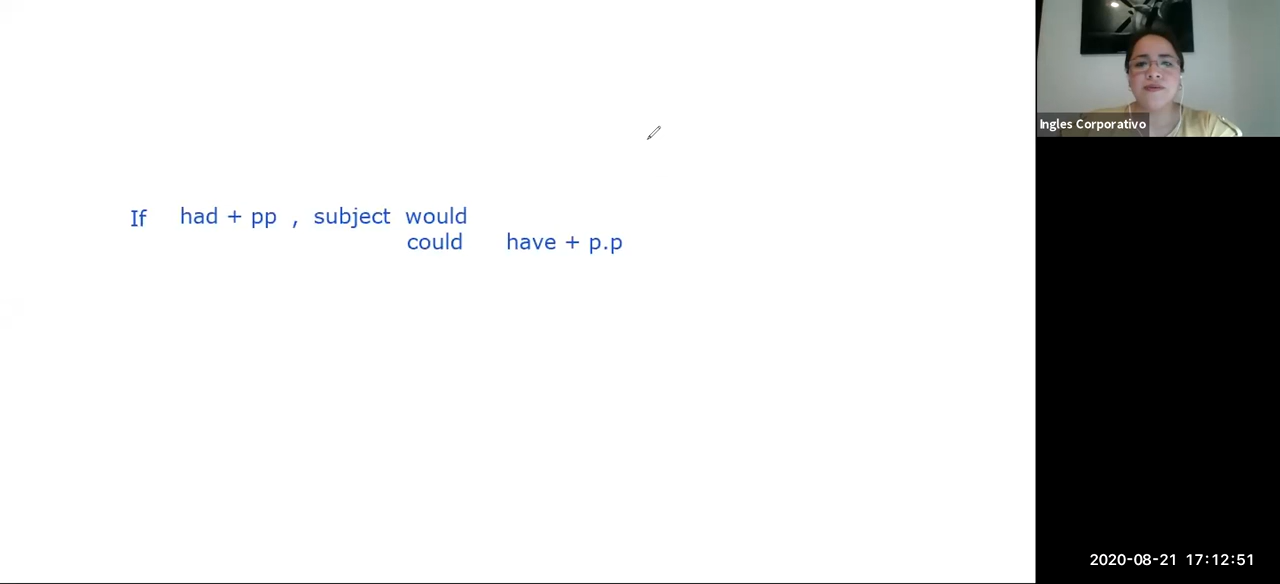 If had + pp , subject would
could have + p.p
Ingles Corporativo
2020-08-21 17:12:51